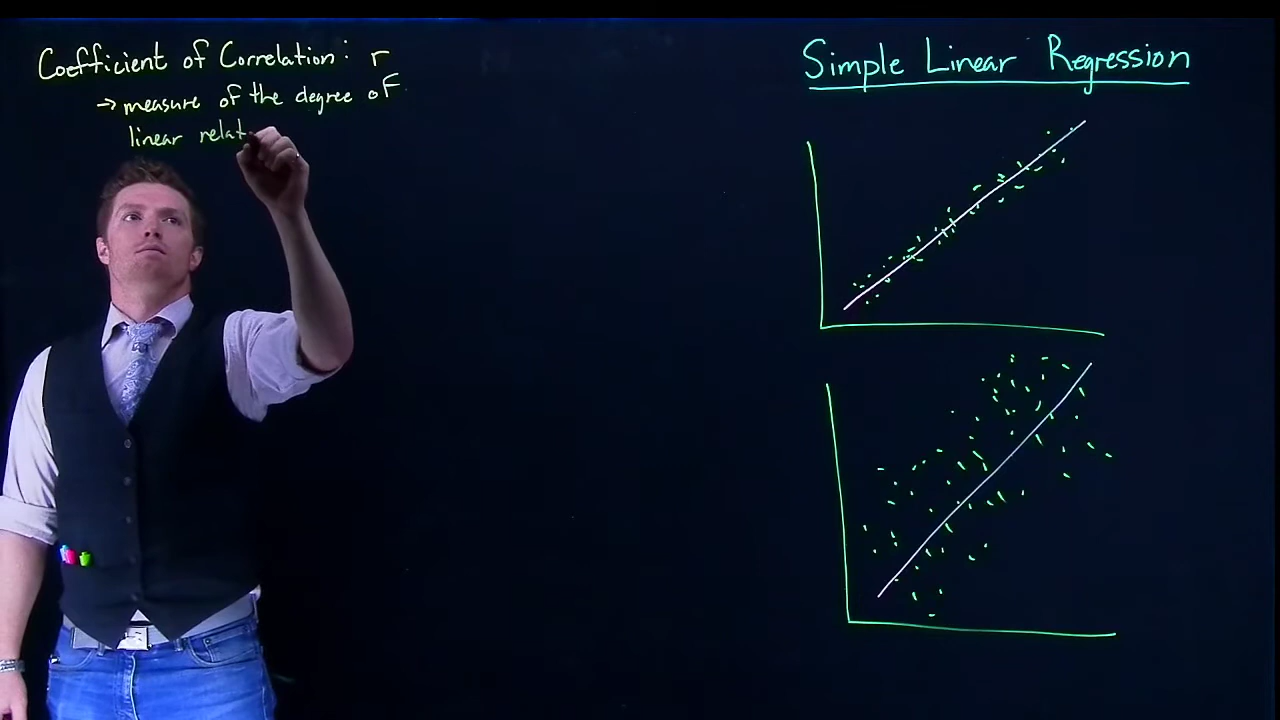 Coefficient of Correlation: r
→ measure of the degree of
linear relat
Simple Linear Regression